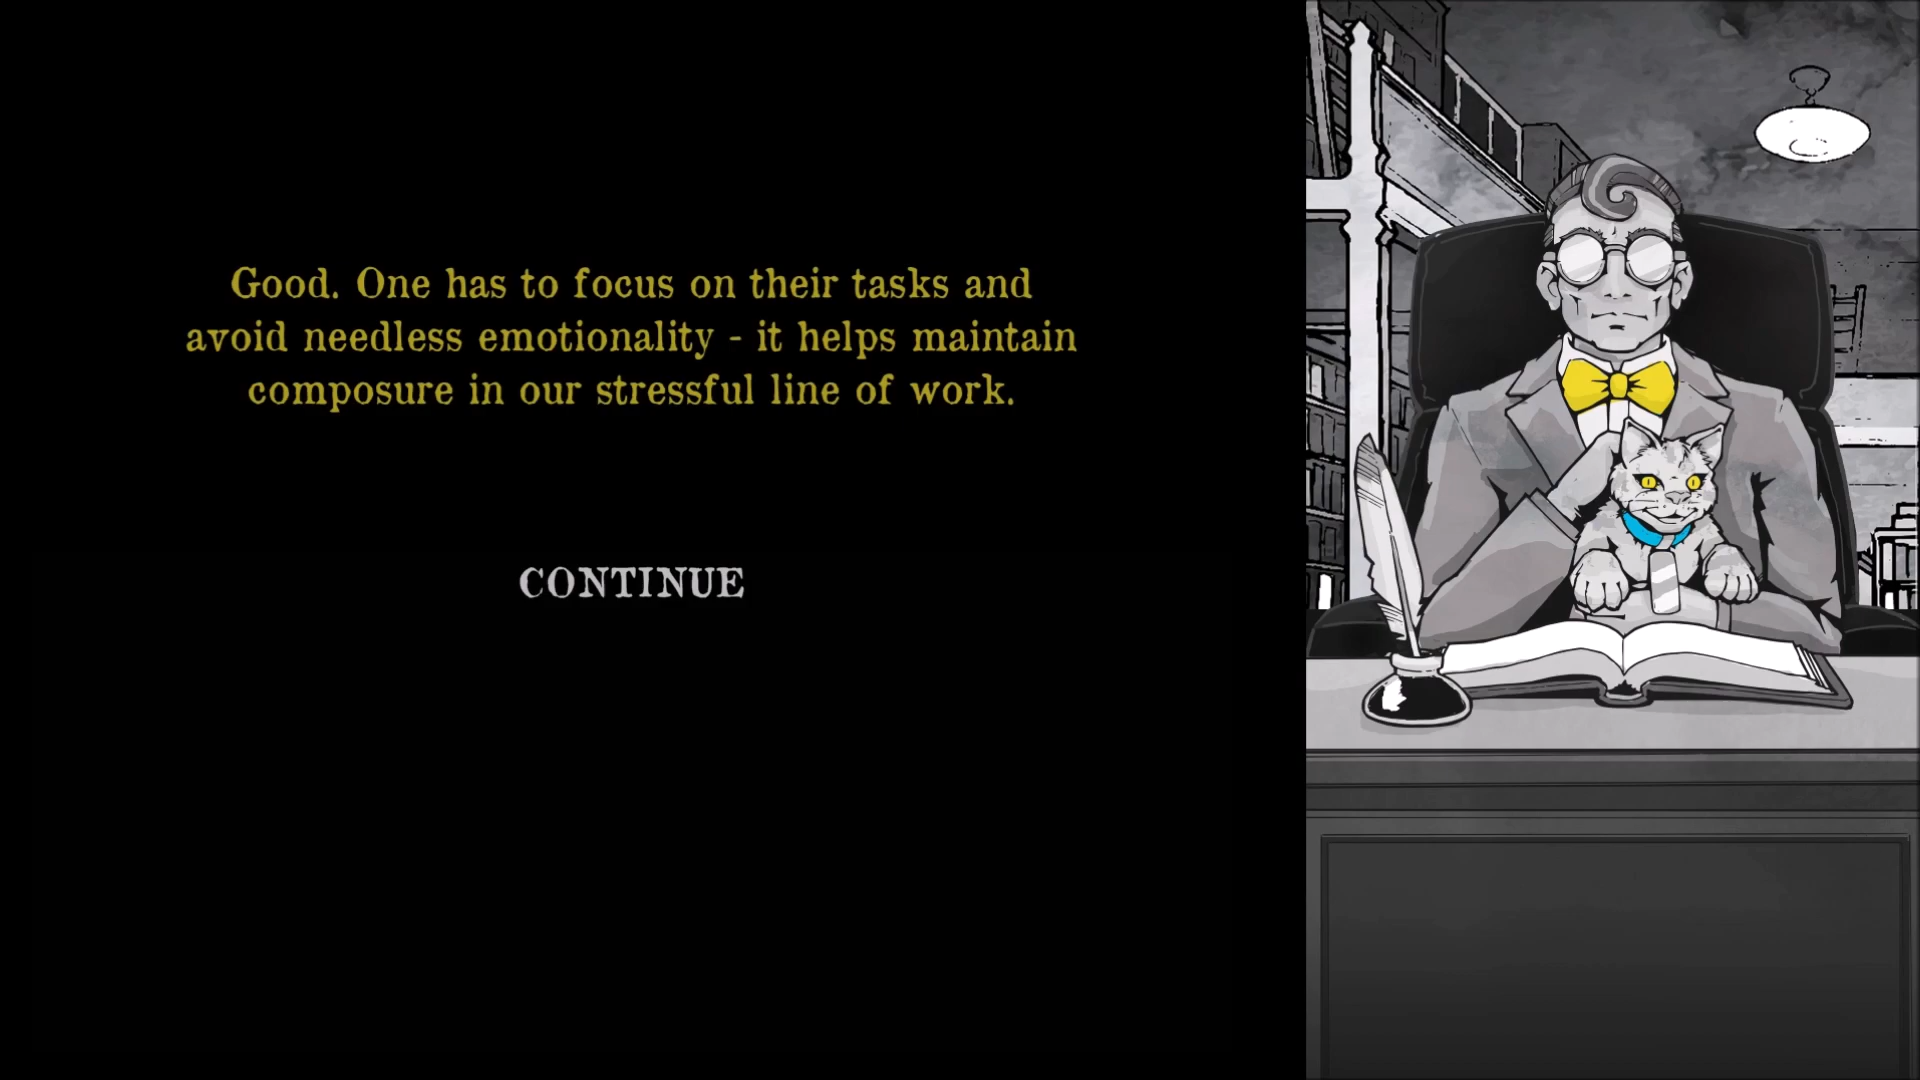 Good. One has to focus on their tasks and
avoid needless emotionality - it helps maintain
composure in our stressful line of work.
CONTINUE